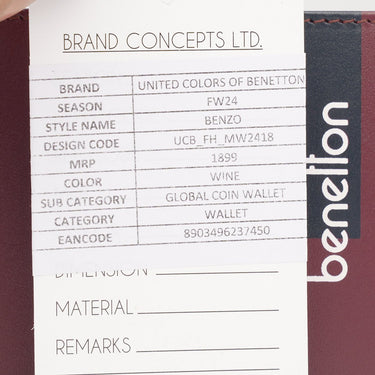 BRAND CONCEPTS LTD.
BRAND UNITED COLORS OF BENETTON
SEASON FW24
STYLE NAME BENZO
DESIGN CODE UCB_FH_MW2418
MRP 1899
COLOR WINE
SUB CATEGORY GLOBAL COIN WALLET
CATEGORY WALLET
EANCODE 8903496237450
DIMENSION
MATERIAL
REMARKS
benetton